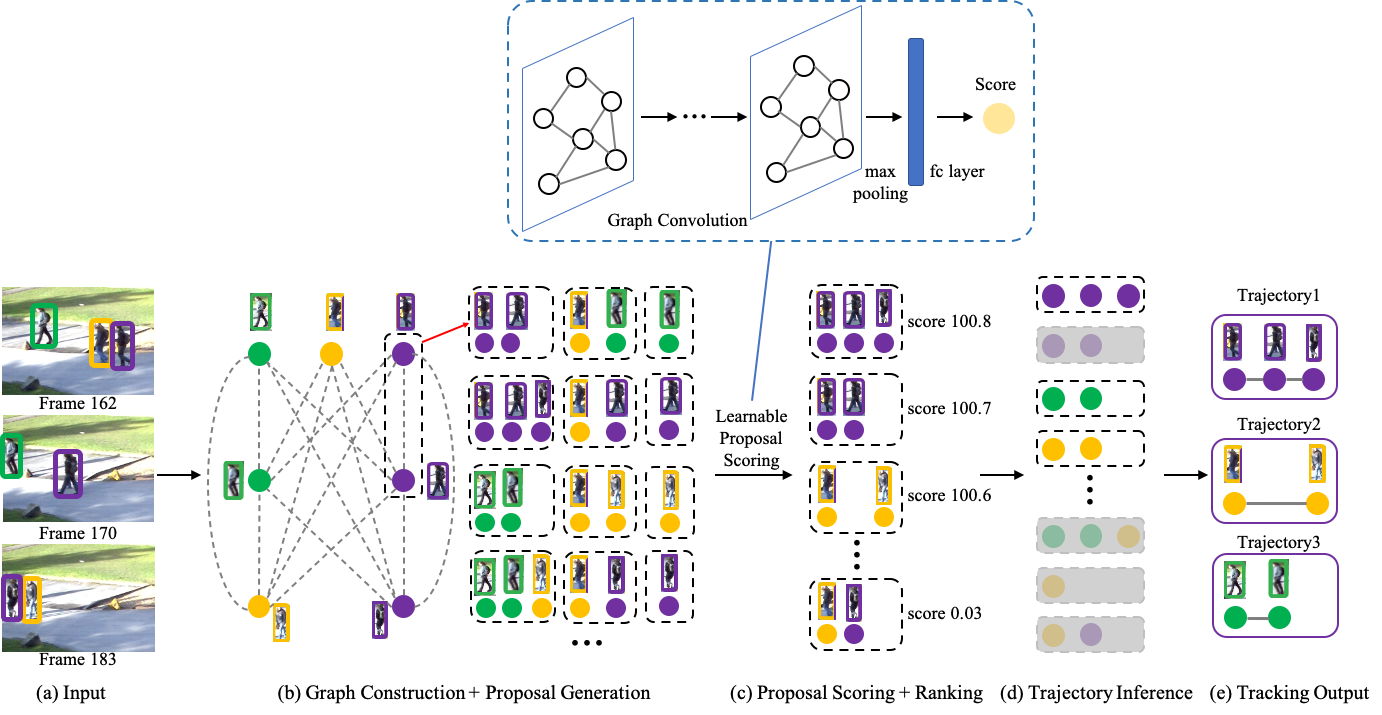 Score
max
pooling
fc layer
Graph Convolution
Frame 162
Frame 170
Frame 183
Learnable
Proposal
Scoring
score 100.8
score 100.7
score 100.6
score 0.03
Trajectory1
Trajectory2
Trajectory3
(a) Input
(b) Graph Construction + Proposal Generation
(c) Proposal Scoring + Ranking
(d) Trajectory Inference
(e) Tracking Output